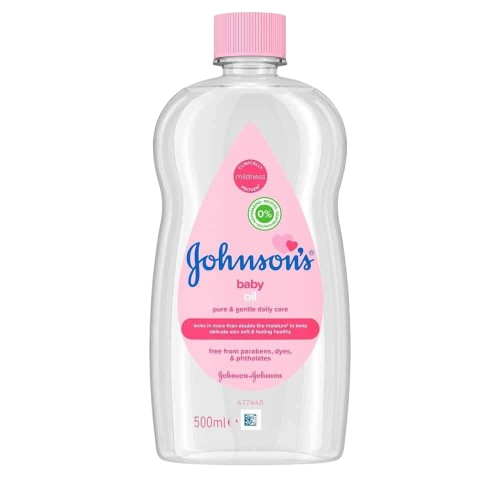 CLINICALLY
mildness
PROVEN
0%
Johnson's
baby
oil
pure & gentle daily care
locks in more than double the moisture* to keep
delicate skin soft & feeling healthy
free from parabens, dyes,
& phthalates
Johnson & Johnson
477648
500ml